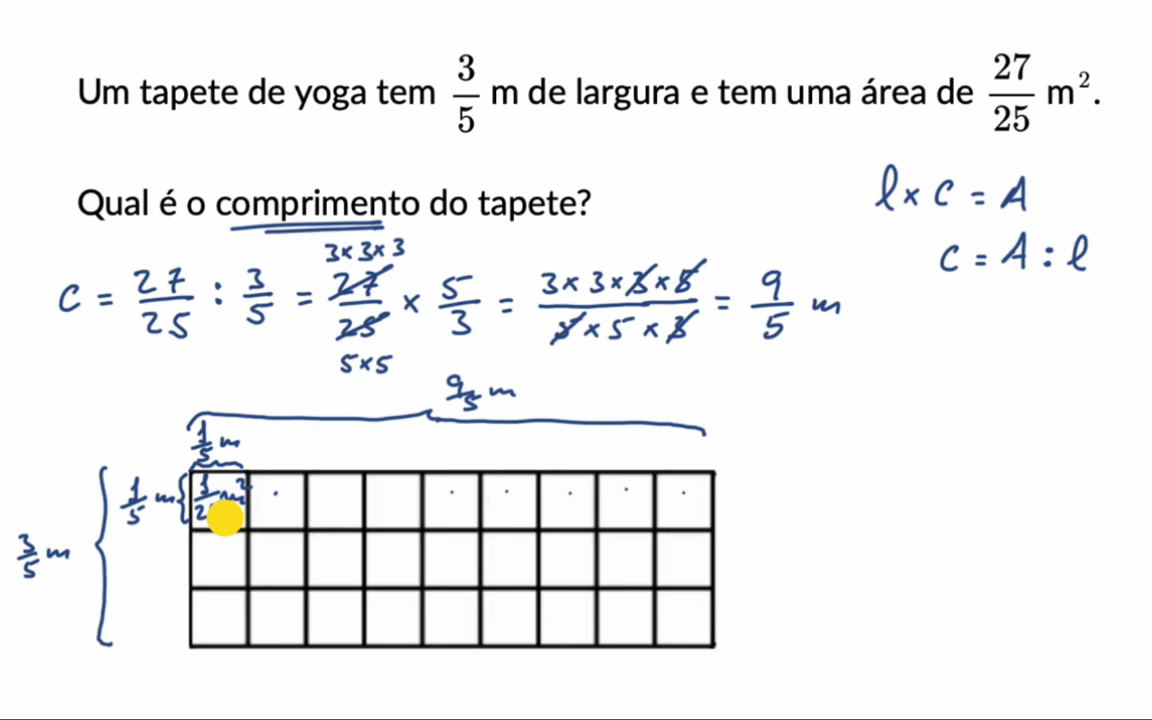 Um tapete de yoga tem 3/5 m de largura e tem uma área de 27/25 m².
l × c = A
Qual é o comprimento do tapete?
c = A : l
3×3×3
c = 27/25 : 3/5 = 27/25 × 5/3 = 3×3×3×5/5×5×3 = 9/5 m
5×5
9/5 m
1/5 m
1/5 m
3/5 m